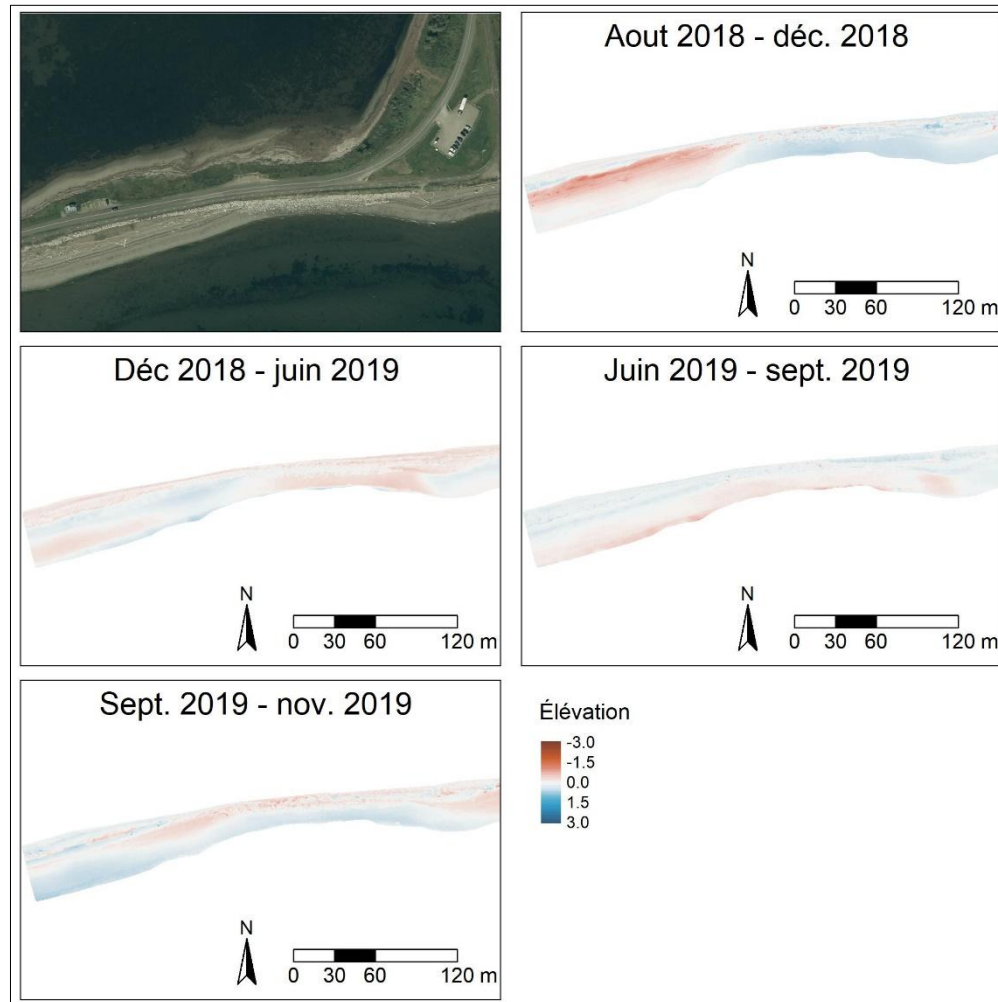 Aout 2018 - déc. 2018
N
0 30 60 120 m
Déc 2018 - juin 2019
N
0 30 60 120 m
Juin 2019 - sept. 2019
N
0 30 60 120 m
Sept. 2019 - nov. 2019
N
0 30 60 120 m
Élévation
-3.0
-1.5
0.0
1.5
3.0